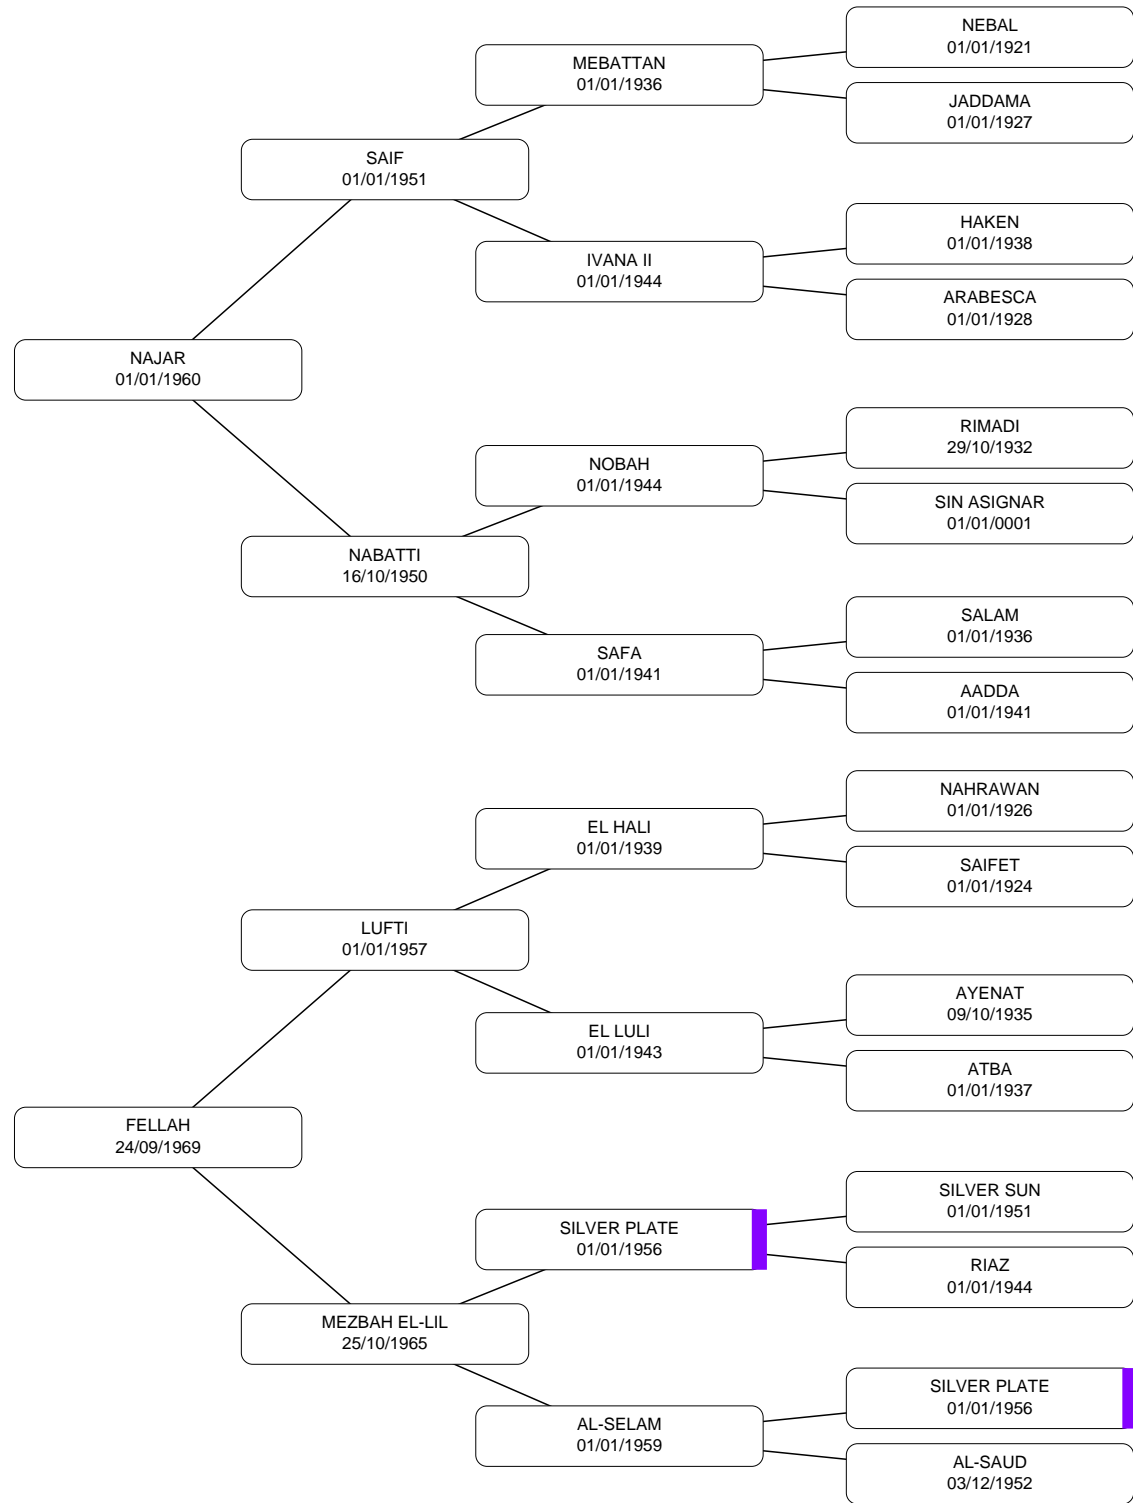 NEBAL
01/01/1921
MEBATTAN
01/01/1936
JADDAMA
01/01/1927
SAIF
01/01/1951
HAKEN
01/01/1938
IVANA II
01/01/1944
ARABESCA
01/01/1928
NAJAR
01/01/1960
RIMADI
29/10/1932
NOBAH
01/01/1944
SIN ASIGNAR
01/01/0001
NABATTI
16/10/1950
SALAM
01/01/1936
SAFA
01/01/1941
AADDA
01/01/1941
NAHRAWAN
01/01/1926
EL HALI
01/01/1939
SAIFET
01/01/1924
LUFTI
01/01/1957
AYENAT
09/10/1935
EL LULI
01/01/1943
ATBA
01/01/1937
FELLAH
24/09/1969
SILVER SUN
01/01/1951
SILVER PLATE
01/01/1956
RIAZ
01/01/1944
MEZBAH EL-LIL
25/10/1965
SILVER PLATE
01/01/1956
AL-SELAM
01/01/1959
AL-SAUD
03/12/1952